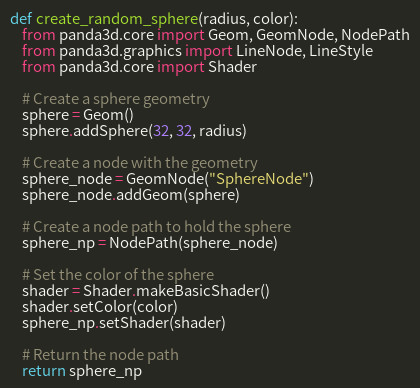 def create_random_sphere(radius, color):
from panda3d.core import Geom, GeomNode, NodePath
from panda3d.graphics import LineNode, LineStyle
from panda3d.core import Shader
# Create a sphere geometry
sphere = Geom()
sphere.addSphere(32, 32, radius)
# Create a node with the geometry
sphere_node = GeomNode("SphereNode")
sphere_node.addGeom(sphere)
# Create a node path to hold the sphere
sphere_np = NodePath(sphere_node)
# Set the color of the sphere
shader = Shader.makeBasicShader()
shader.setColor(color)
sphere_np.setShader(shader)
# Return the node path
return sphere_np